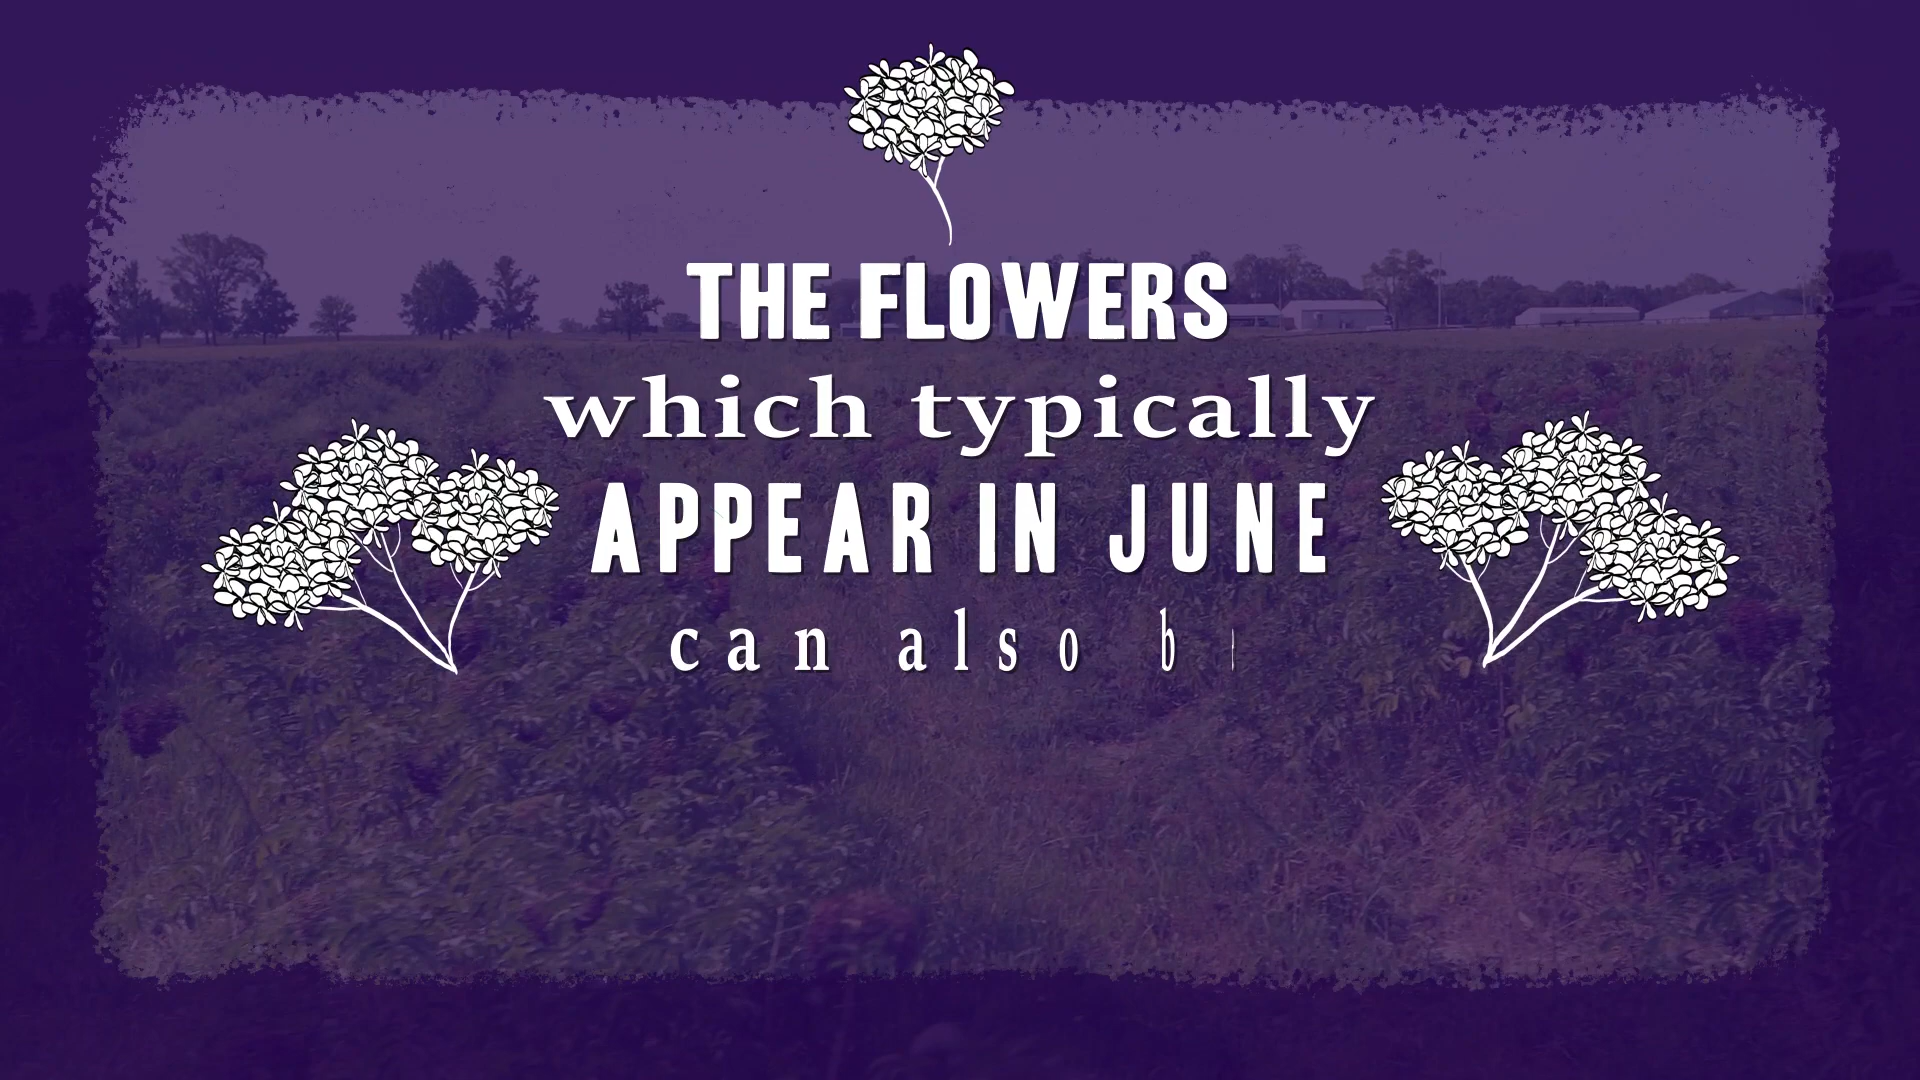 THE FLOWERS
which typically
APPEAR IN JUNE
can also b